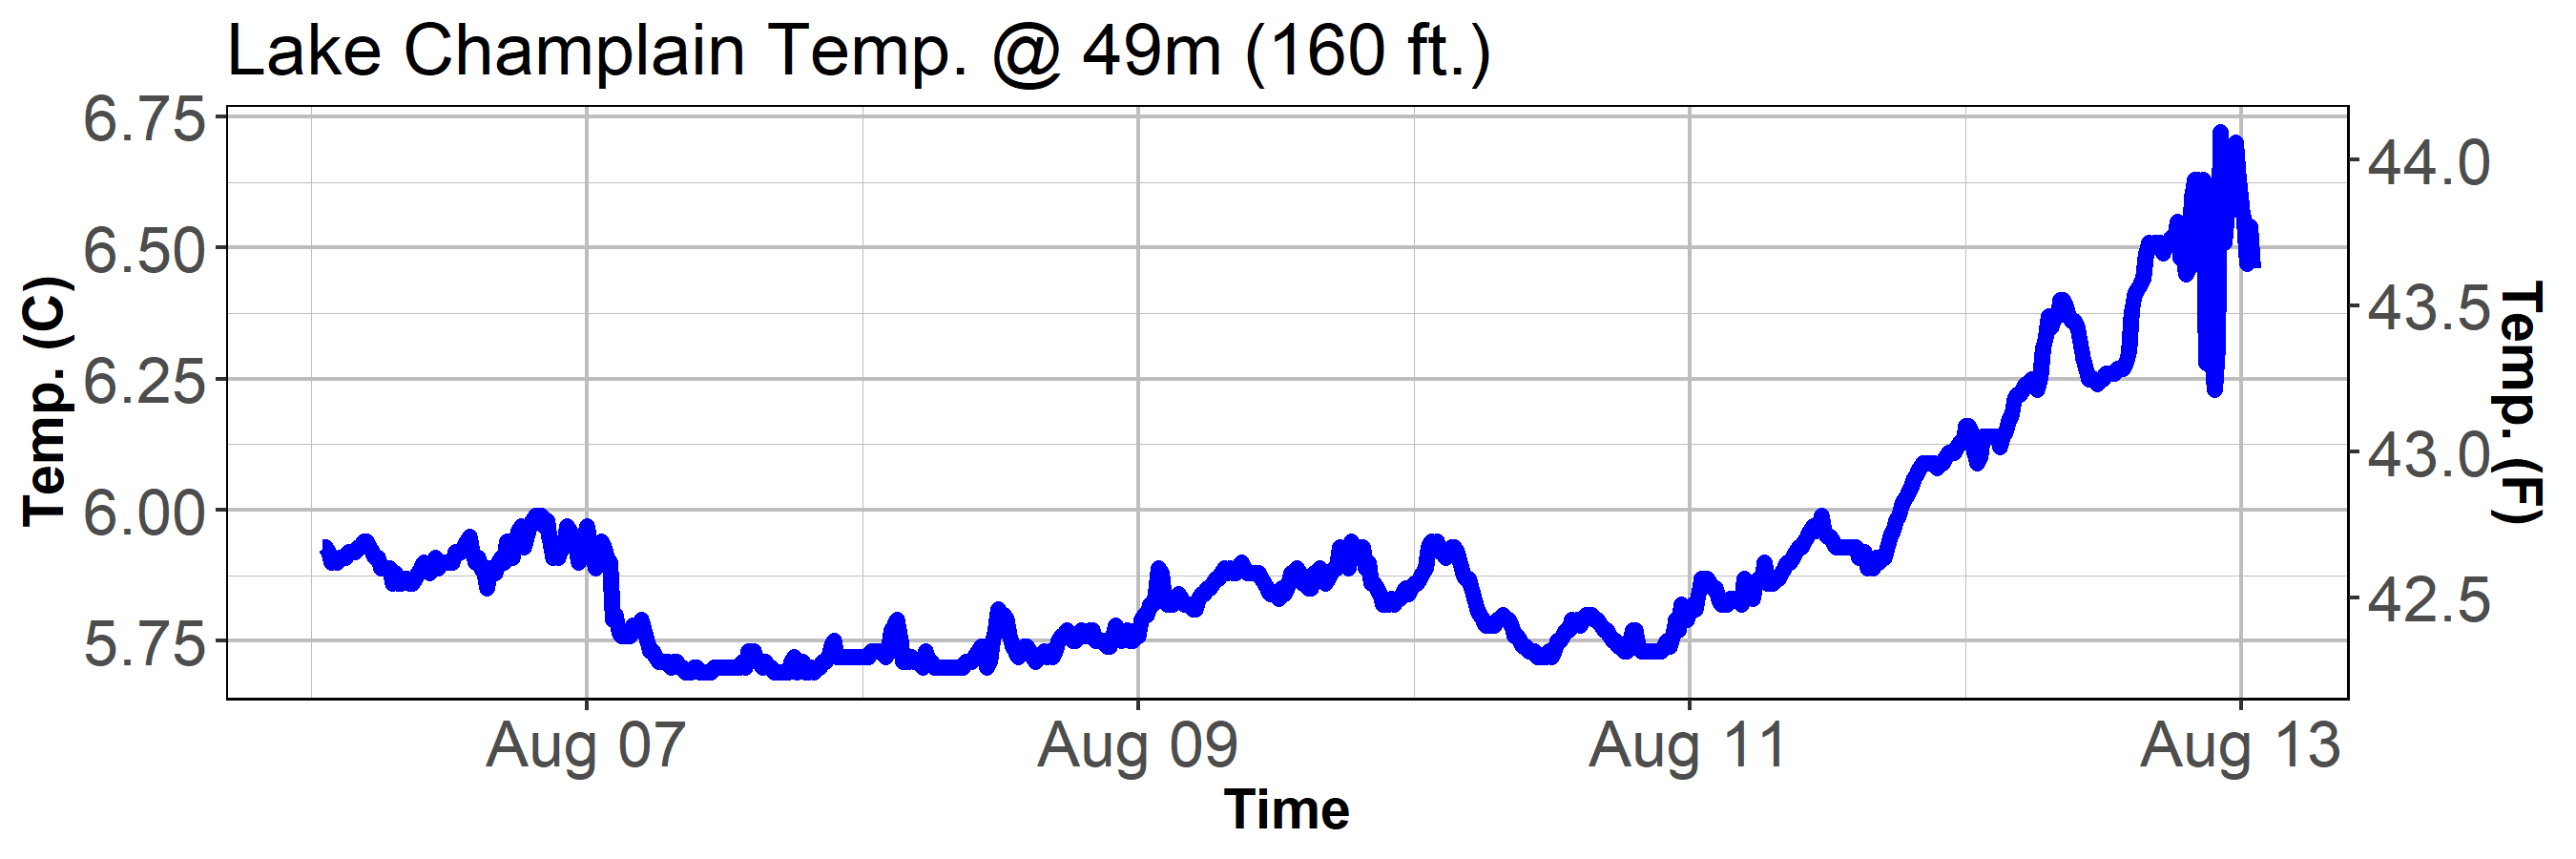 Lake Champlain Temp. @ 49m (160 ft.)
6.75
6.50
6.25
6.00
5.75
Temp. (C)
44.0
43.5
43.0
42.5
Temp. (F)
Aug 07
Aug 09
Aug 11
Aug 13
Time